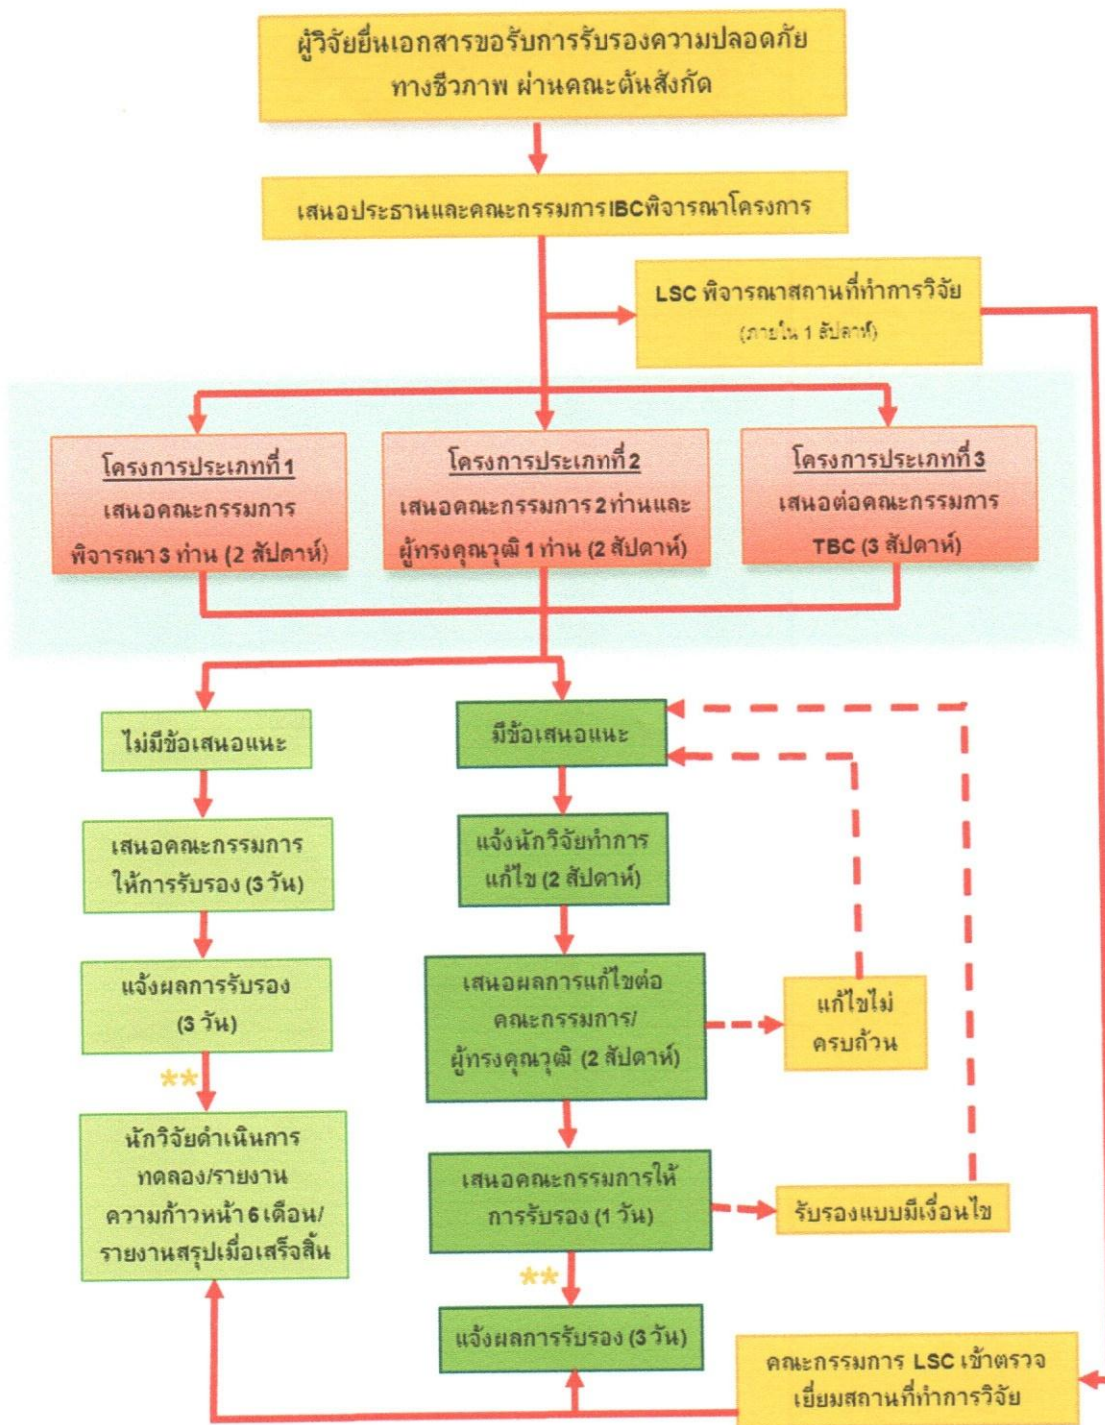 ผู้วิจัยยื่นเอกสารขอรับการรับรองความปลอดภัย
ทางชีวภาพ ผ่านคณะต้นสังกัด
เสนอประธานและคณะกรรมการ IBC พิจารณาโครงการ
LSC พิจารณาสถานที่ทำการวิจัย
(ภายใน 1 สัปดาห์)
โครงการประเภทที่ 1
เสนอคณะกรรมการ
พิจารณา 3 ท่าน (2 สัปดาห์)
โครงการประเภทที่ 2
เสนอคณะกรรมการ 2 ท่านและ
ผู้ทรงคุณวุฒิ 1 ท่าน (2 สัปดาห์)
โครงการประเภทที่ 3
เสนอต่อคณะกรรมการ
TBC (3 สัปดาห์)
ไม่มีข้อเสนอแนะ
เสนอคณะกรรมการ
ให้การรับรอง (3 วัน)
แจ้งผลการรับรอง
(3 วัน)
**
นักวิจัยดำเนินการ
ทดลอง/รายงาน
ความก้าวหน้า 6 เดือน/
รายงานสรุปเมื่อเสร็จสิ้น
มีข้อเสนอแนะ
แจ้งนักวิจัยทำการ
แก้ไข (2 สัปดาห์)
เสนอผลการแก้ไขต่อ
คณะกรรมการ/
ผู้ทรงคุณวุฒิ (2 สัปดาห์)
แก้ไขไม่
ครบถ้วน
เสนอคณะกรรมการให้
การรับรอง (1 วัน)
รับรองแบบมีเงื่อนไข
**
แจ้งผลการรับรอง (3 วัน)
คณะกรรมการ LSC เข้าตรวจ
เยี่ยมสถานที่ทำการวิจัย